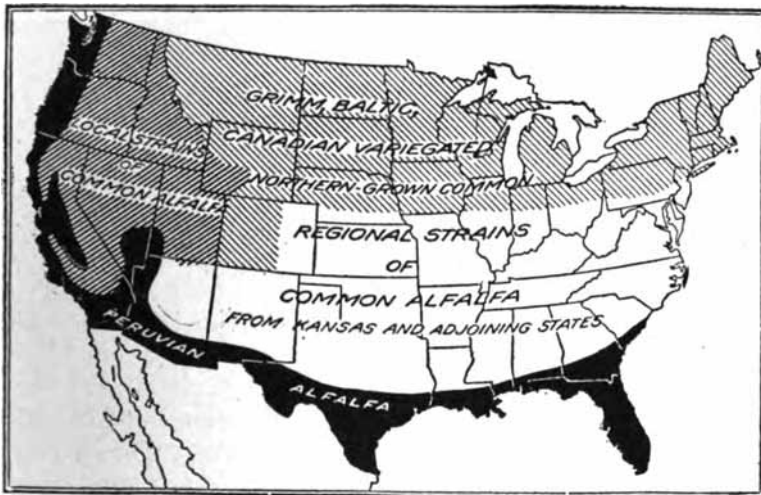 GRIMM, BALTIC,
CANADIAN VARIEGATED
NORTHERN-GROWN COMMON
LOCAL STRAINS
OF
COMMON ALFALFA
REGIONAL STRAINS
OF
COMMON ALFALFA
FROM KANSAS AND ADJOINING STATES
PERUVIAN
ALFALFA